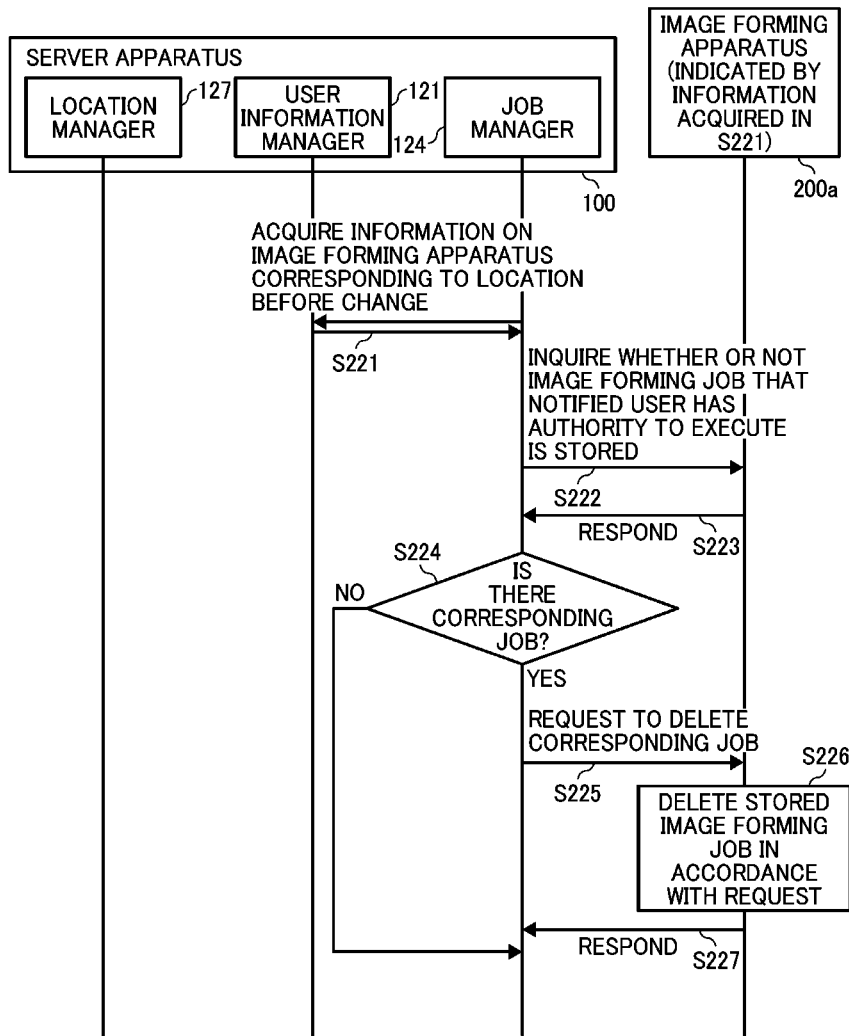 SERVER APPARATUS
LOCATION
MANAGER
127
USER
INFORMATION
MANAGER
121
JOB
MANAGER
124
100
IMAGE FORMING
APPARATUS
(INDICATED BY
INFORMATION
ACQUIRED IN
S221)
200a
ACQUIRE INFORMATION ON
IMAGE FORMING APPARATUS
CORRESPONDING TO LOCATION
BEFORE CHANGE
S221
INQUIRE WHETHER OR NOT
IMAGE FORMING JOB THAT
NOTIFIED USER HAS
AUTHORITY TO EXECUTE
IS STORED
S222
RESPOND
S223
S224
IS
THERE
CORRESPONDING
JOB?
NO
YES
REQUEST TO DELETE
CORRESPONDING JOB
S225
S226
DELETE STORED
IMAGE FORMING
JOB IN
ACCORDANCE
WITH REQUEST
RESPOND
S227